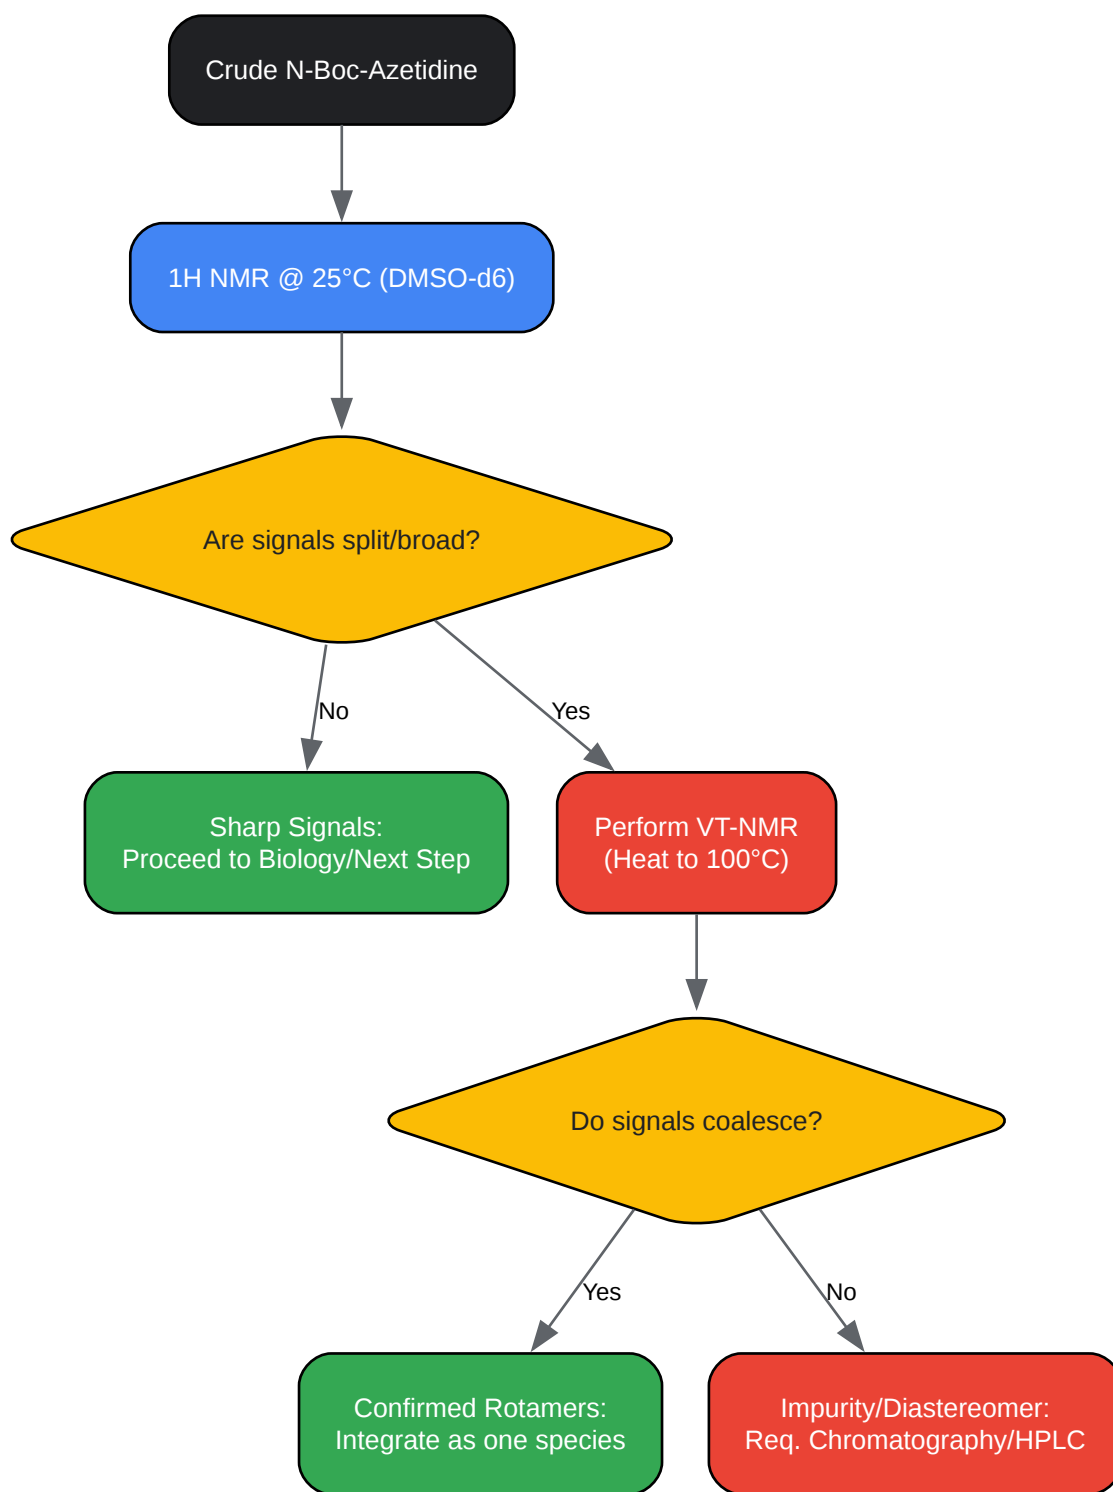 Crude N-Boc-Azetidine
1H NMR @ 25°C (DMSO-d6)
Are signals split/broad?
No
Yes
Sharp Signals:
Proceed to Biology/Next Step
Perform VT-NMR
(Heat to 100°C)
Do signals coalesce?
Yes
No
Confirmed Rotamers:
Integrate as one species
Impurity/Diastereomer:
Req. Chromatography/HPLC